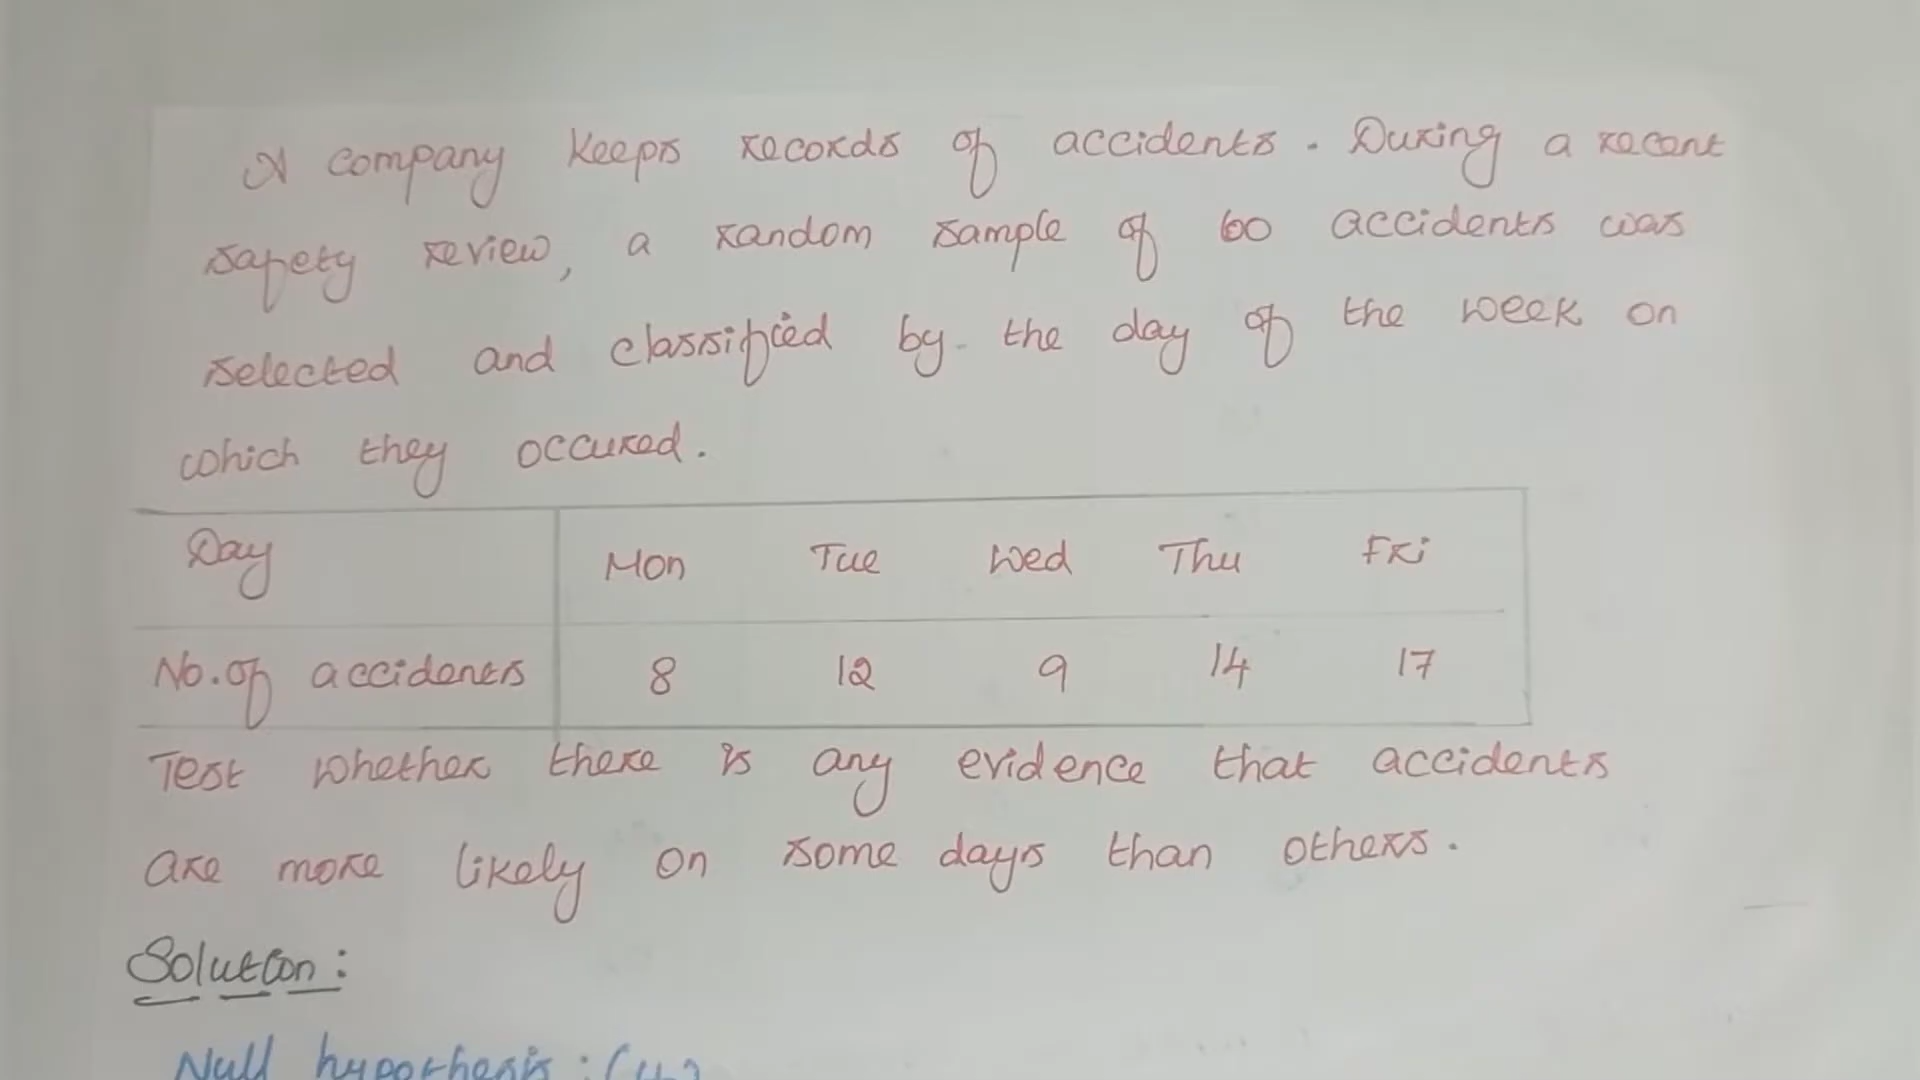 A company keeps records of accidents. During a recent
safety review, a random sample of 60 accidents was
selected and classified by the day of the week on
which they occured.
Day Mon Tue Wed Thu Fri
No. of accidents 8 12 9 14 17
Test whether there is any evidence that accidents
are more likely on some days than others.
Solution:
Null hypothesis: (H0)